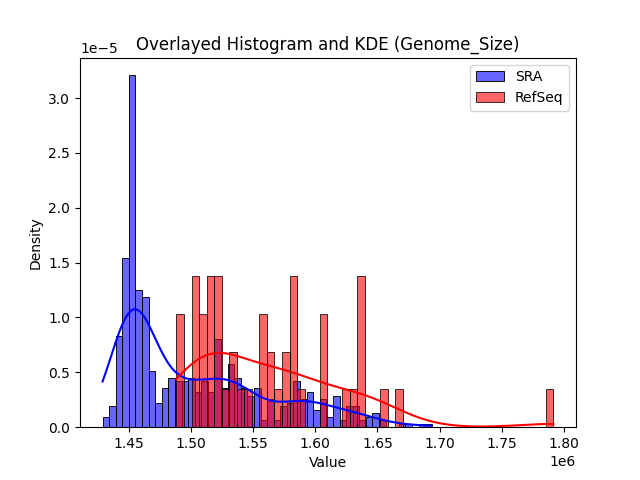 Overlayed Histogram and KDE (Genome_Size)
1e−5
SRA
RefSeq
3.0
2.5
2.0
1.5
1.0
0.5
0.0
Density
1.45 1.50 1.55 1.60 1.65 1.70 1.75 1.80
Value
1e6